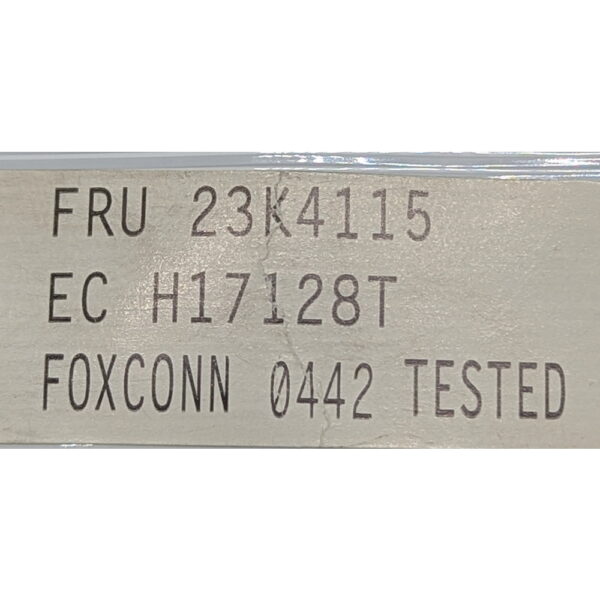 FRU 23K4115
EC H17128T
FOXCONN 0442 TESTED